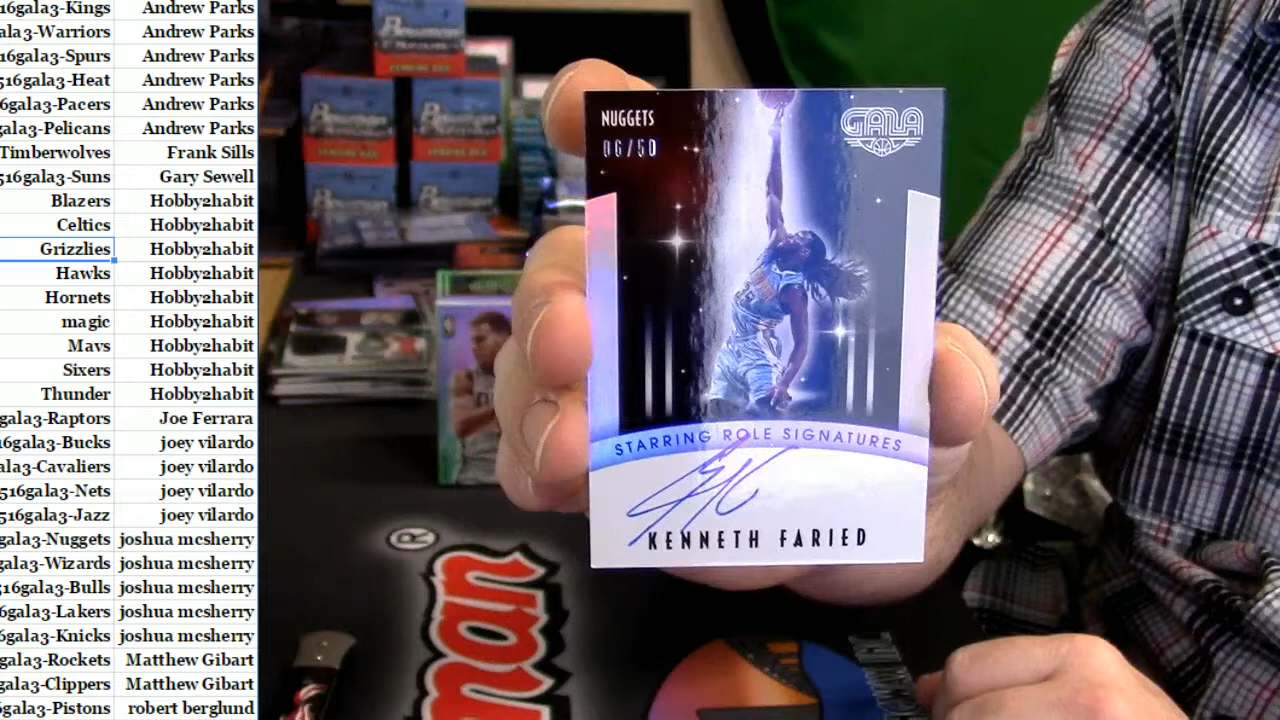 16gala3-Kings Andrew Parks
ala3-Warriors Andrew Parks
16gala3-Spurs Andrew Parks
516gala3-Heat Andrew Parks
6gala3-Pacers Andrew Parks
gala3-Pelicans Andrew Parks
Timberwolves Frank Sills
516gala3-Suns Gary Sewell
Blazers Hobby2habit
Celtics Hobby2habit
Grizzlies Hobby2habit
Hawks Hobby2habit
Hornets Hobby2habit
magic Hobby2habit
Mavs Hobby2habit
Sixers Hobby2habit
Thunder Hobby2habit
gala3-Raptors Joe Ferrara
16gala3-Bucks joey vilardo
ala3-Cavaliers joey vilardo
516gala3-Nets joey vilardo
516gala3-Jazz joey vilardo
gala3-Nuggets joshua mcsherry
gala3-Wizards joshua mcsherry
16gala3-Bulls joshua mcsherry
6gala3-Lakers joshua mcsherry
6gala3-Knicks joshua mcsherry
gala3-Rockets Matthew Gibart
gala3-Clippers Matthew Gibart
6gala3-Pistons robert berglund
NUGGETS
06/50
GALA
STARRING ROLE SIGNATURES
KENNETH FARIED
Bowman
Bowman
Bowman
®